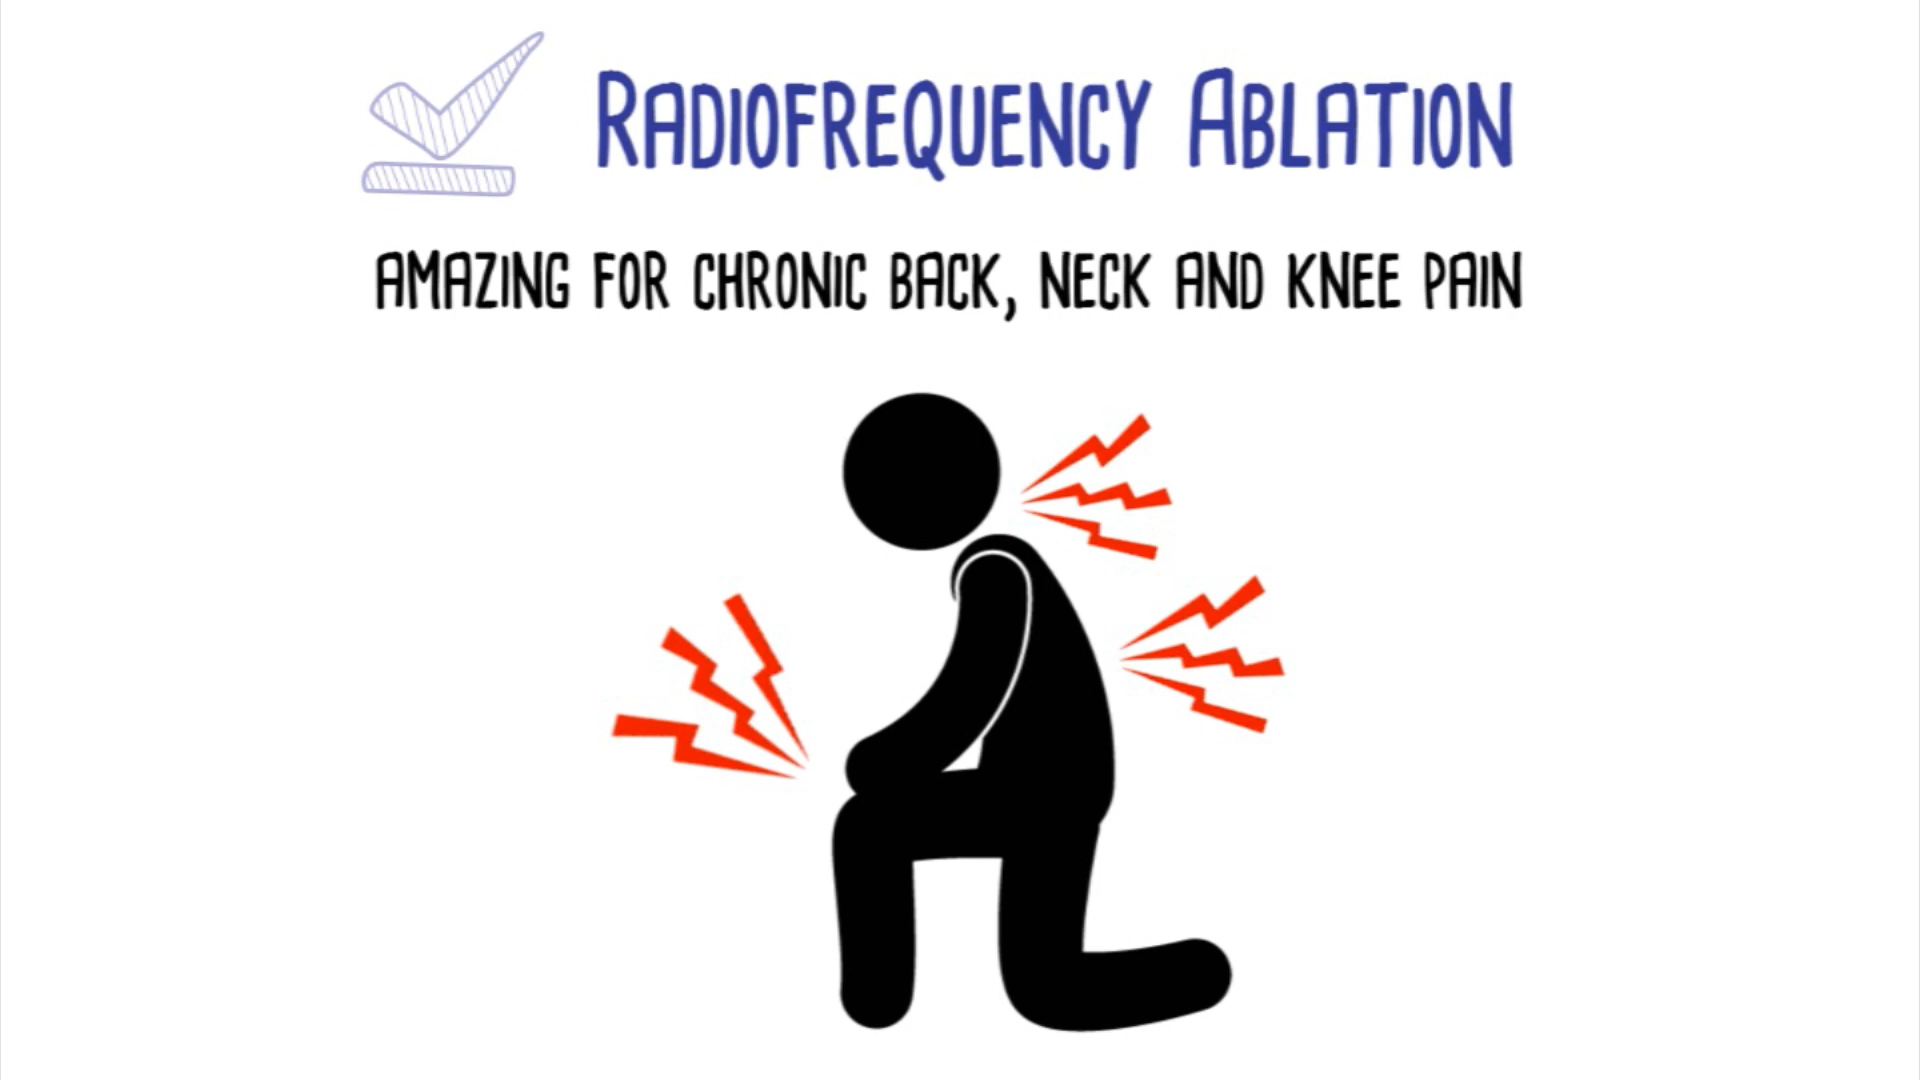 RADIOFREQUENCY ABLATION
AMAZING FOR CHRONIC BACK, NECK AND KNEE PAIN